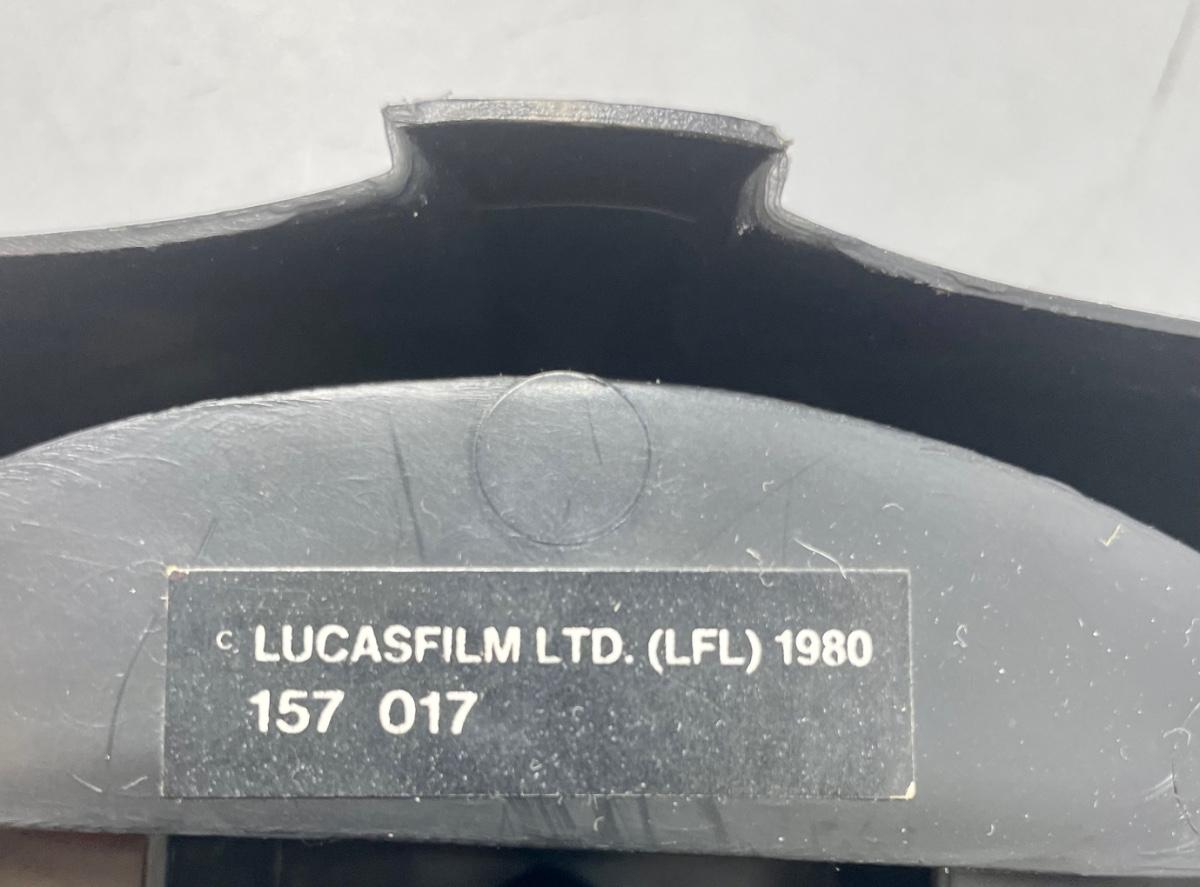 c LUCASFILM LTD. (LFL) 1980
157 017